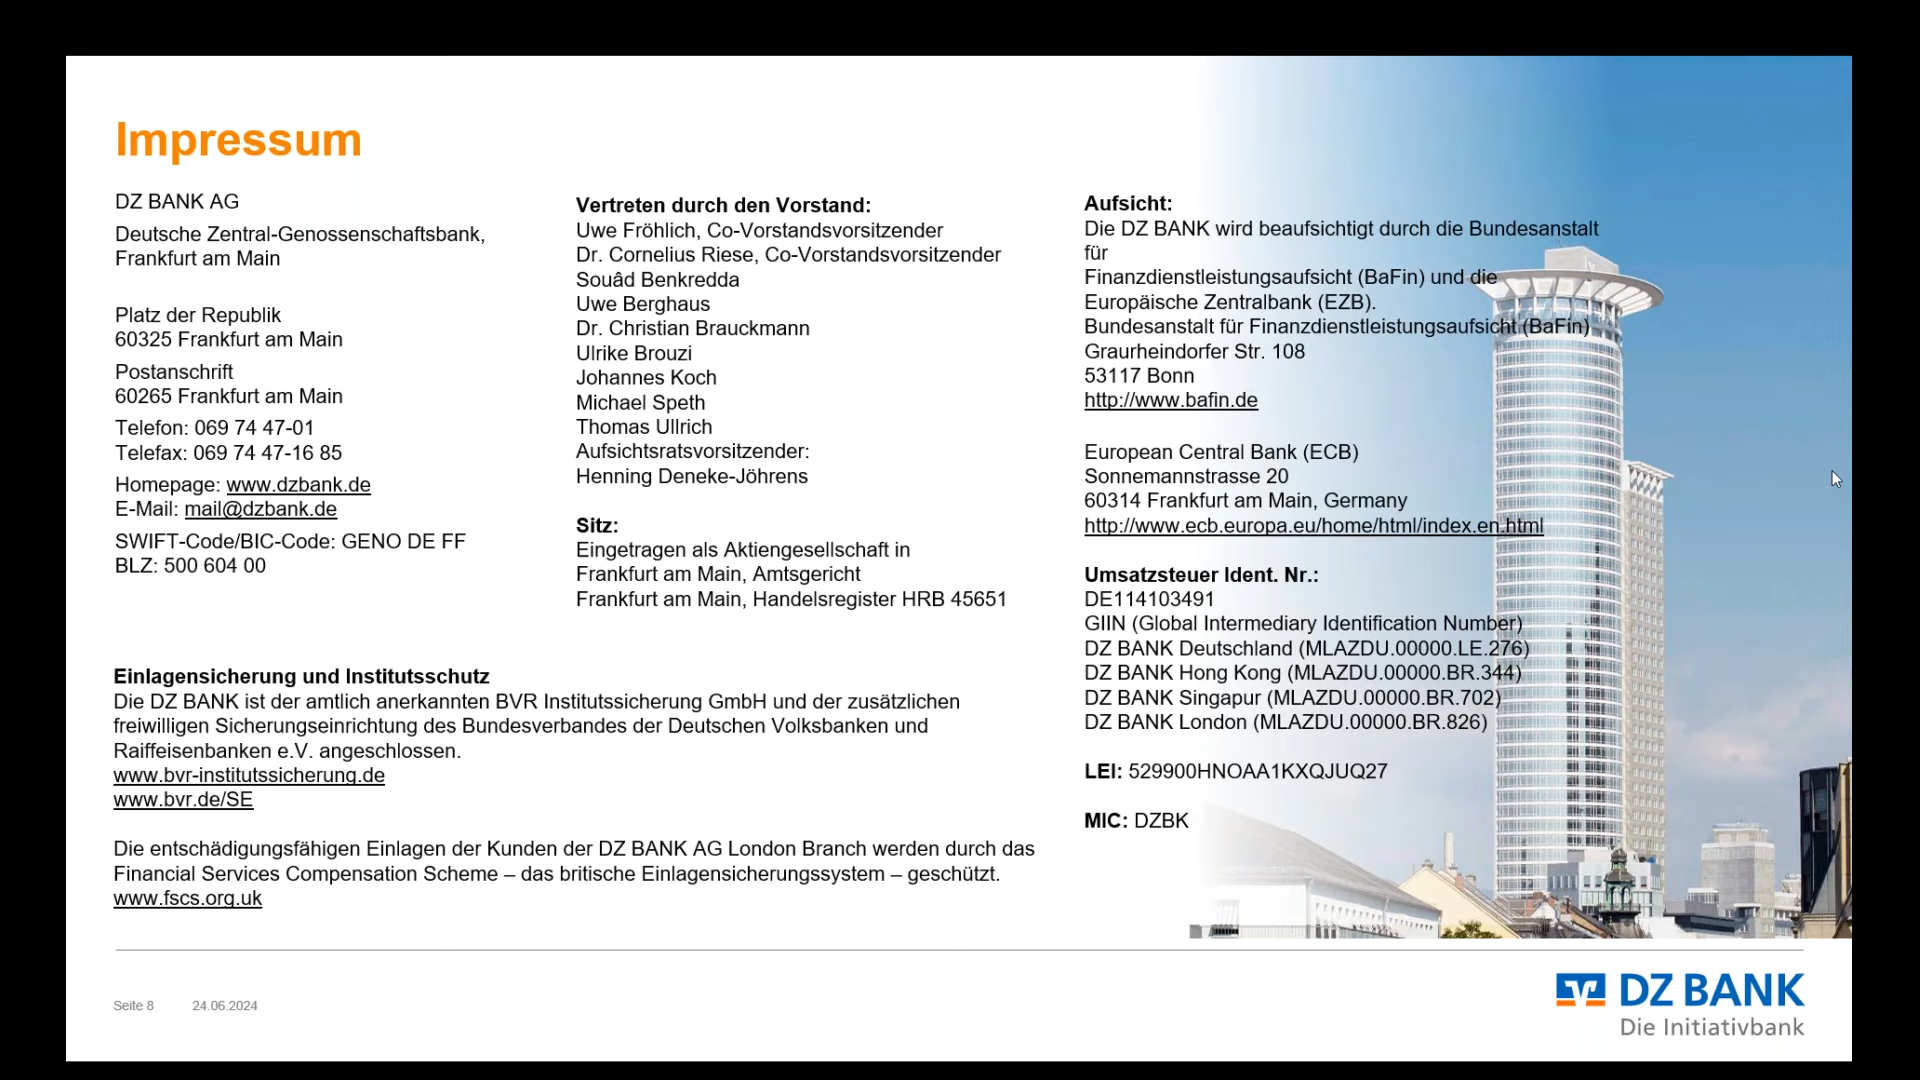 Impressum
DZ BANK AG
Deutsche Zentral-Genossenschaftsbank,
Frankfurt am Main
Platz der Republik
60325 Frankfurt am Main
Postanschrift
60265 Frankfurt am Main
Telefon: 069 74 47-01
Telefax: 069 74 47-16 85
Homepage: www.dzbank.de
E-Mail: mail@dzbank.de
SWIFT-Code/BIC-Code: GENO DE FF
BLZ: 500 604 00
Vertreten durch den Vorstand:
Uwe Fröhlich, Co-Vorstandsvorsitzender
Dr. Cornelius Riese, Co-Vorstandsvorsitzender
Souâd Benkredda
Uwe Berghaus
Dr. Christian Brauckmann
Ulrike Brouzi
Johannes Koch
Michael Speth
Thomas Ullrich
Aufsichtsratsvorsitzender:
Henning Deneke-Jöhrens
Sitz:
Eingetragen als Aktiengesellschaft in
Frankfurt am Main, Amtsgericht
Frankfurt am Main, Handelsregister HRB 45651
Einlagensicherung und Institutsschutz
Die DZ BANK ist der amtlich anerkannten BVR Institutssicherung GmbH und der zusätzlichen
freiwilligen Sicherungseinrichtung des Bundesverbandes der Deutschen Volksbanken und
Raiffeisenbanken e.V. angeschlossen.
www.bvr-institutssicherung.de
www.bvr.de/SE
Die entschädigungsfähigen Einlagen der Kunden der DZ BANK AG London Branch werden durch das
Financial Services Compensation Scheme – das britische Einlagensicherungssystem – geschützt.
www.fscs.org.uk
Aufsicht:
Die DZ BANK wird beaufsichtigt durch die Bundesanstalt
für
Finanzdienstleistungsaufsicht (BaFin) und die
Europäische Zentralbank (EZB).
Bundesanstalt für Finanzdienstleistungsaufsicht (BaFin)
Graurheindorfer Str. 108
53117 Bonn
http://www.bafin.de
European Central Bank (ECB)
Sonnemannstrasse 20
60314 Frankfurt am Main, Germany
http://www.ecb.europa.eu/home/html/index.en.html
Umsatzsteuer Ident. Nr.:
DE114103491
GIIN (Global Intermediary Identification Number)
DZ BANK Deutschland (MLAZDU.00000.LE.276)
DZ BANK Hong Kong (MLAZDU.00000.BR.344)
DZ BANK Singapur (MLAZDU.00000.BR.702)
DZ BANK London (MLAZDU.00000.BR.826)
LEI: 529900HNOAA1KXQJUQ27
MIC: DZBK
Seite 8 24.06.2024
DZ BANK
Die Initiativbank